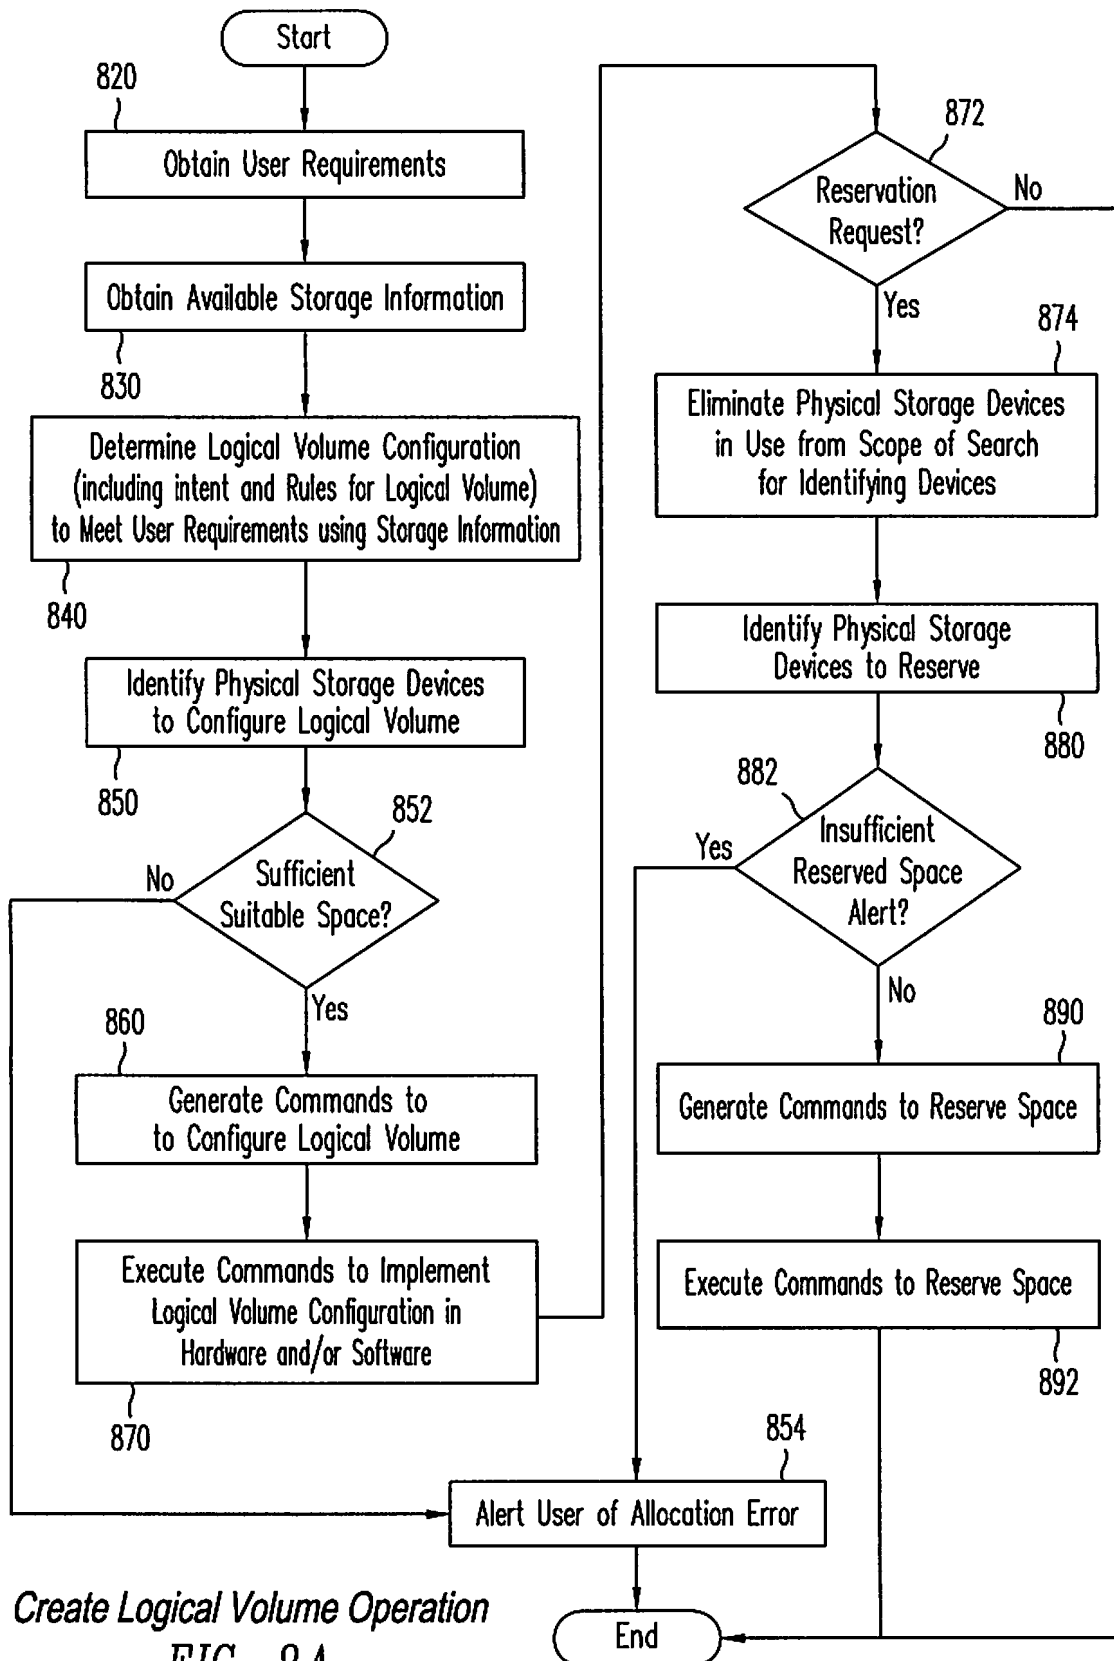 Start
820
Obtain User Requirements
Obtain Available Storage Information
830
Determine Logical Volume Configuration
(including intent and Rules for Logical Volume)
to Meet User Requirements using Storage Information
840
Identify Physical Storage Devices
to Configure Logical Volume
850
852
Sufficient
Suitable Space?
No
Yes
860
Generate Commands to
to Configure Logical Volume
Execute Commands to Implement
Logical Volume Configuration in
Hardware and/or Software
870
872
Reservation
Request?
No
Yes
874
Eliminate Physical Storage Devices
in Use from Scope of Search
for Identifying Devices
Identify Physical Storage
Devices to Reserve
880
882
Insufficient
Reserved Space
Alert?
Yes
No
890
Generate Commands to Reserve Space
Execute Commands to Reserve Space
892
854
Alert User of Allocation Error
End
Create Logical Volume Operation
FIG. 8A